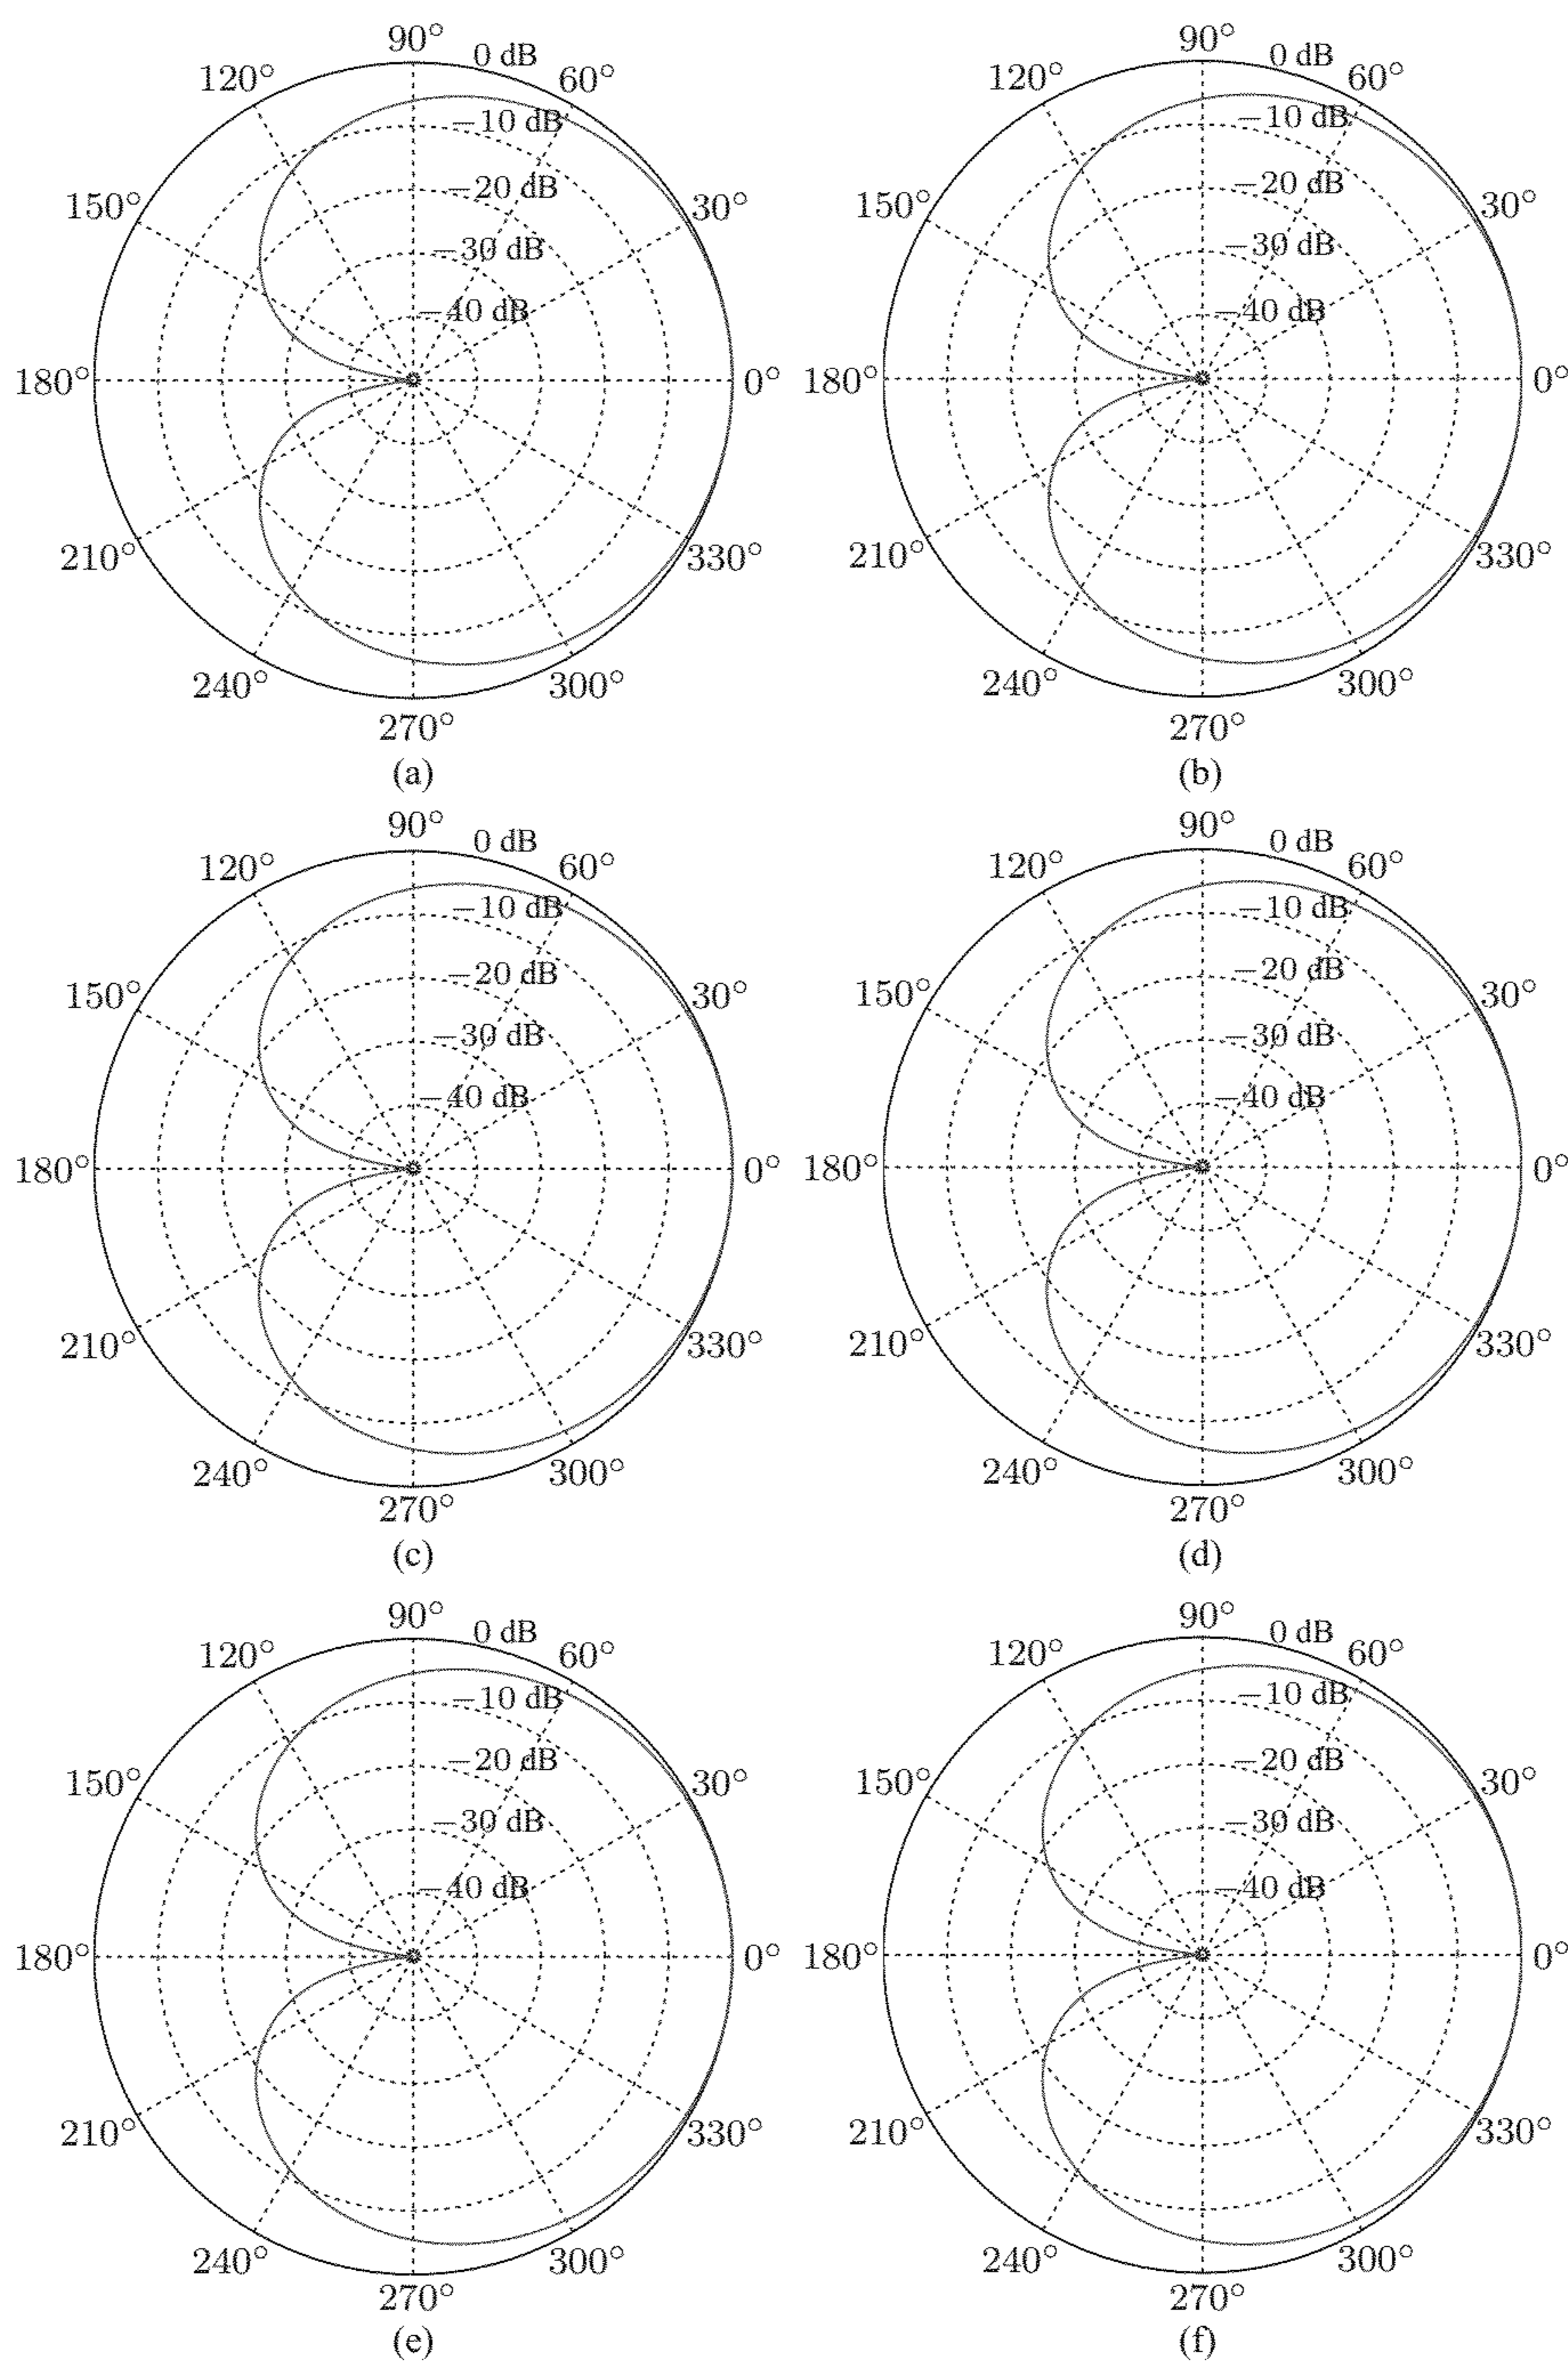 90° 0 dB 90° 0 dB
120° 60° 120° 60°
−10 dB −10 dB
150° −20 dB 30° 150° −20 dB 30°
−30 dB −30 dB
−40 dB −40 dB
180° 0° 180° 0°
210° 330° 210° 330°
240° 300° 240° 300°
270° 270°
(a) (b)
90° 0 dB 90° 0 dB
120° 60° 120° 60°
−10 dB −10 dB
150° −20 dB 30° 150° −20 dB 30°
−30 dB −30 dB
−40 dB −40 dB
180° 0° 180° 0°
210° 330° 210° 330°
240° 300° 240° 300°
270° 270°
(c) (d)
90° 0 dB 90° 0 dB
120° 60° 120° 60°
−10 dB −10 dB
150° −20 dB 30° 150° −20 dB 30°
−30 dB −30 dB
−40 dB −40 dB
180° 0° 180° 0°
210° 330° 210° 330°
240° 300° 240° 300°
270° 270°
(e) (f)